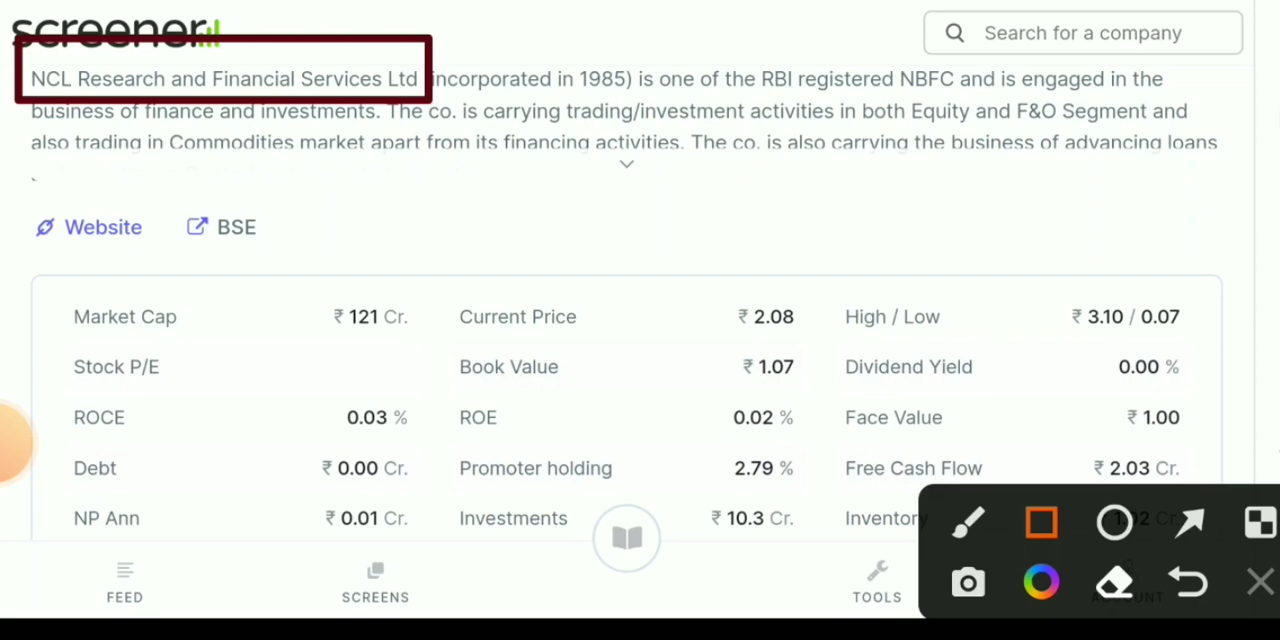 screener
Search for a company
NCL Research and Financial Services Ltd incorporated in 1985) is one of the RBI registered NBFC and is engaged in the
business of finance and investments. The co. is carrying trading/investment activities in both Equity and F&O Segment and
also trading in Commodities market apart from its financing activities. The co. is also carrying the business of advancing loans
Website BSE
Market Cap ₹ 121 Cr. Current Price ₹ 2.08 High / Low ₹ 3.10 / 0.07
Stock P/E Book Value ₹ 1.07 Dividend Yield 0.00 %
ROCE 0.03 % ROE 0.02 % Face Value ₹ 1.00
Debt ₹ 0.00 Cr. Promoter holding 2.79 % Free Cash Flow ₹ 2.03 Cr.
NP Ann ₹ 0.01 Cr. Investments ₹ 10.3 Cr. Inventory
FEED SCREENS TOOLS